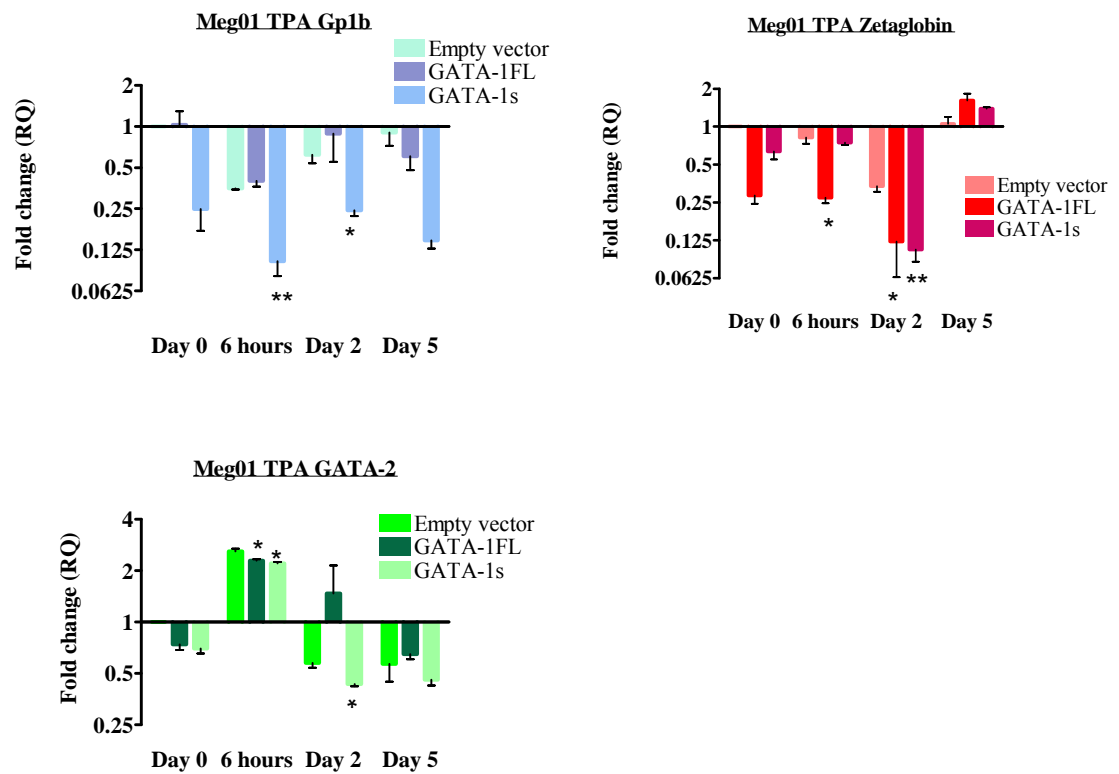 Meg01 TPA Gp1b
Empty vector
GATA-1FL
GATA-1s
Fold change (RQ)
2
1
0.5
0.25
0.125
0.0625
*
**
Day 0 6 hours Day 2 Day 5
Meg01 TPA Zetaglobin
Fold change (RQ)
2
1
0.5
0.25
0.125
0.0625
Empty vector
GATA-1FL
GATA-1s
*
**
*
Day 0 6 hours Day 2 Day 5
Meg01 TPA GATA-2
Empty vector
GATA-1FL
GATA-1s
Fold change (RQ)
4
2
1
0.5
0.25
* *
*
Day 0 6 hours Day 2 Day 5